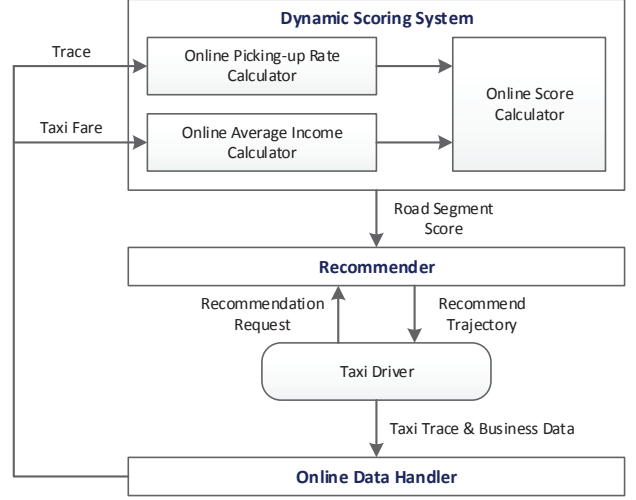 Dynamic Scoring System
Trace
Online Picking-up Rate
Calculator
Online Score
Calculator
Taxi Fare
Online Average Income
Calculator
Road Segment
Score
Recommender
Recommendation
Request
Recommend
Trajectory
Taxi Driver
Taxi Trace & Business Data
Online Data Handler